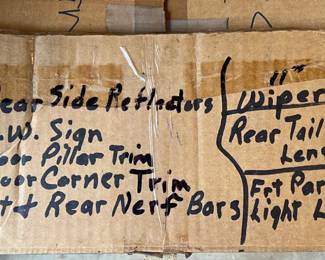 ear Side Reflectors
.W. Sign
oor Pillar Trim
oor Corner Trim
t + Rear Nerf Bars
11"
Wiper
Rear Tail
Lens
Frt Par
Light L